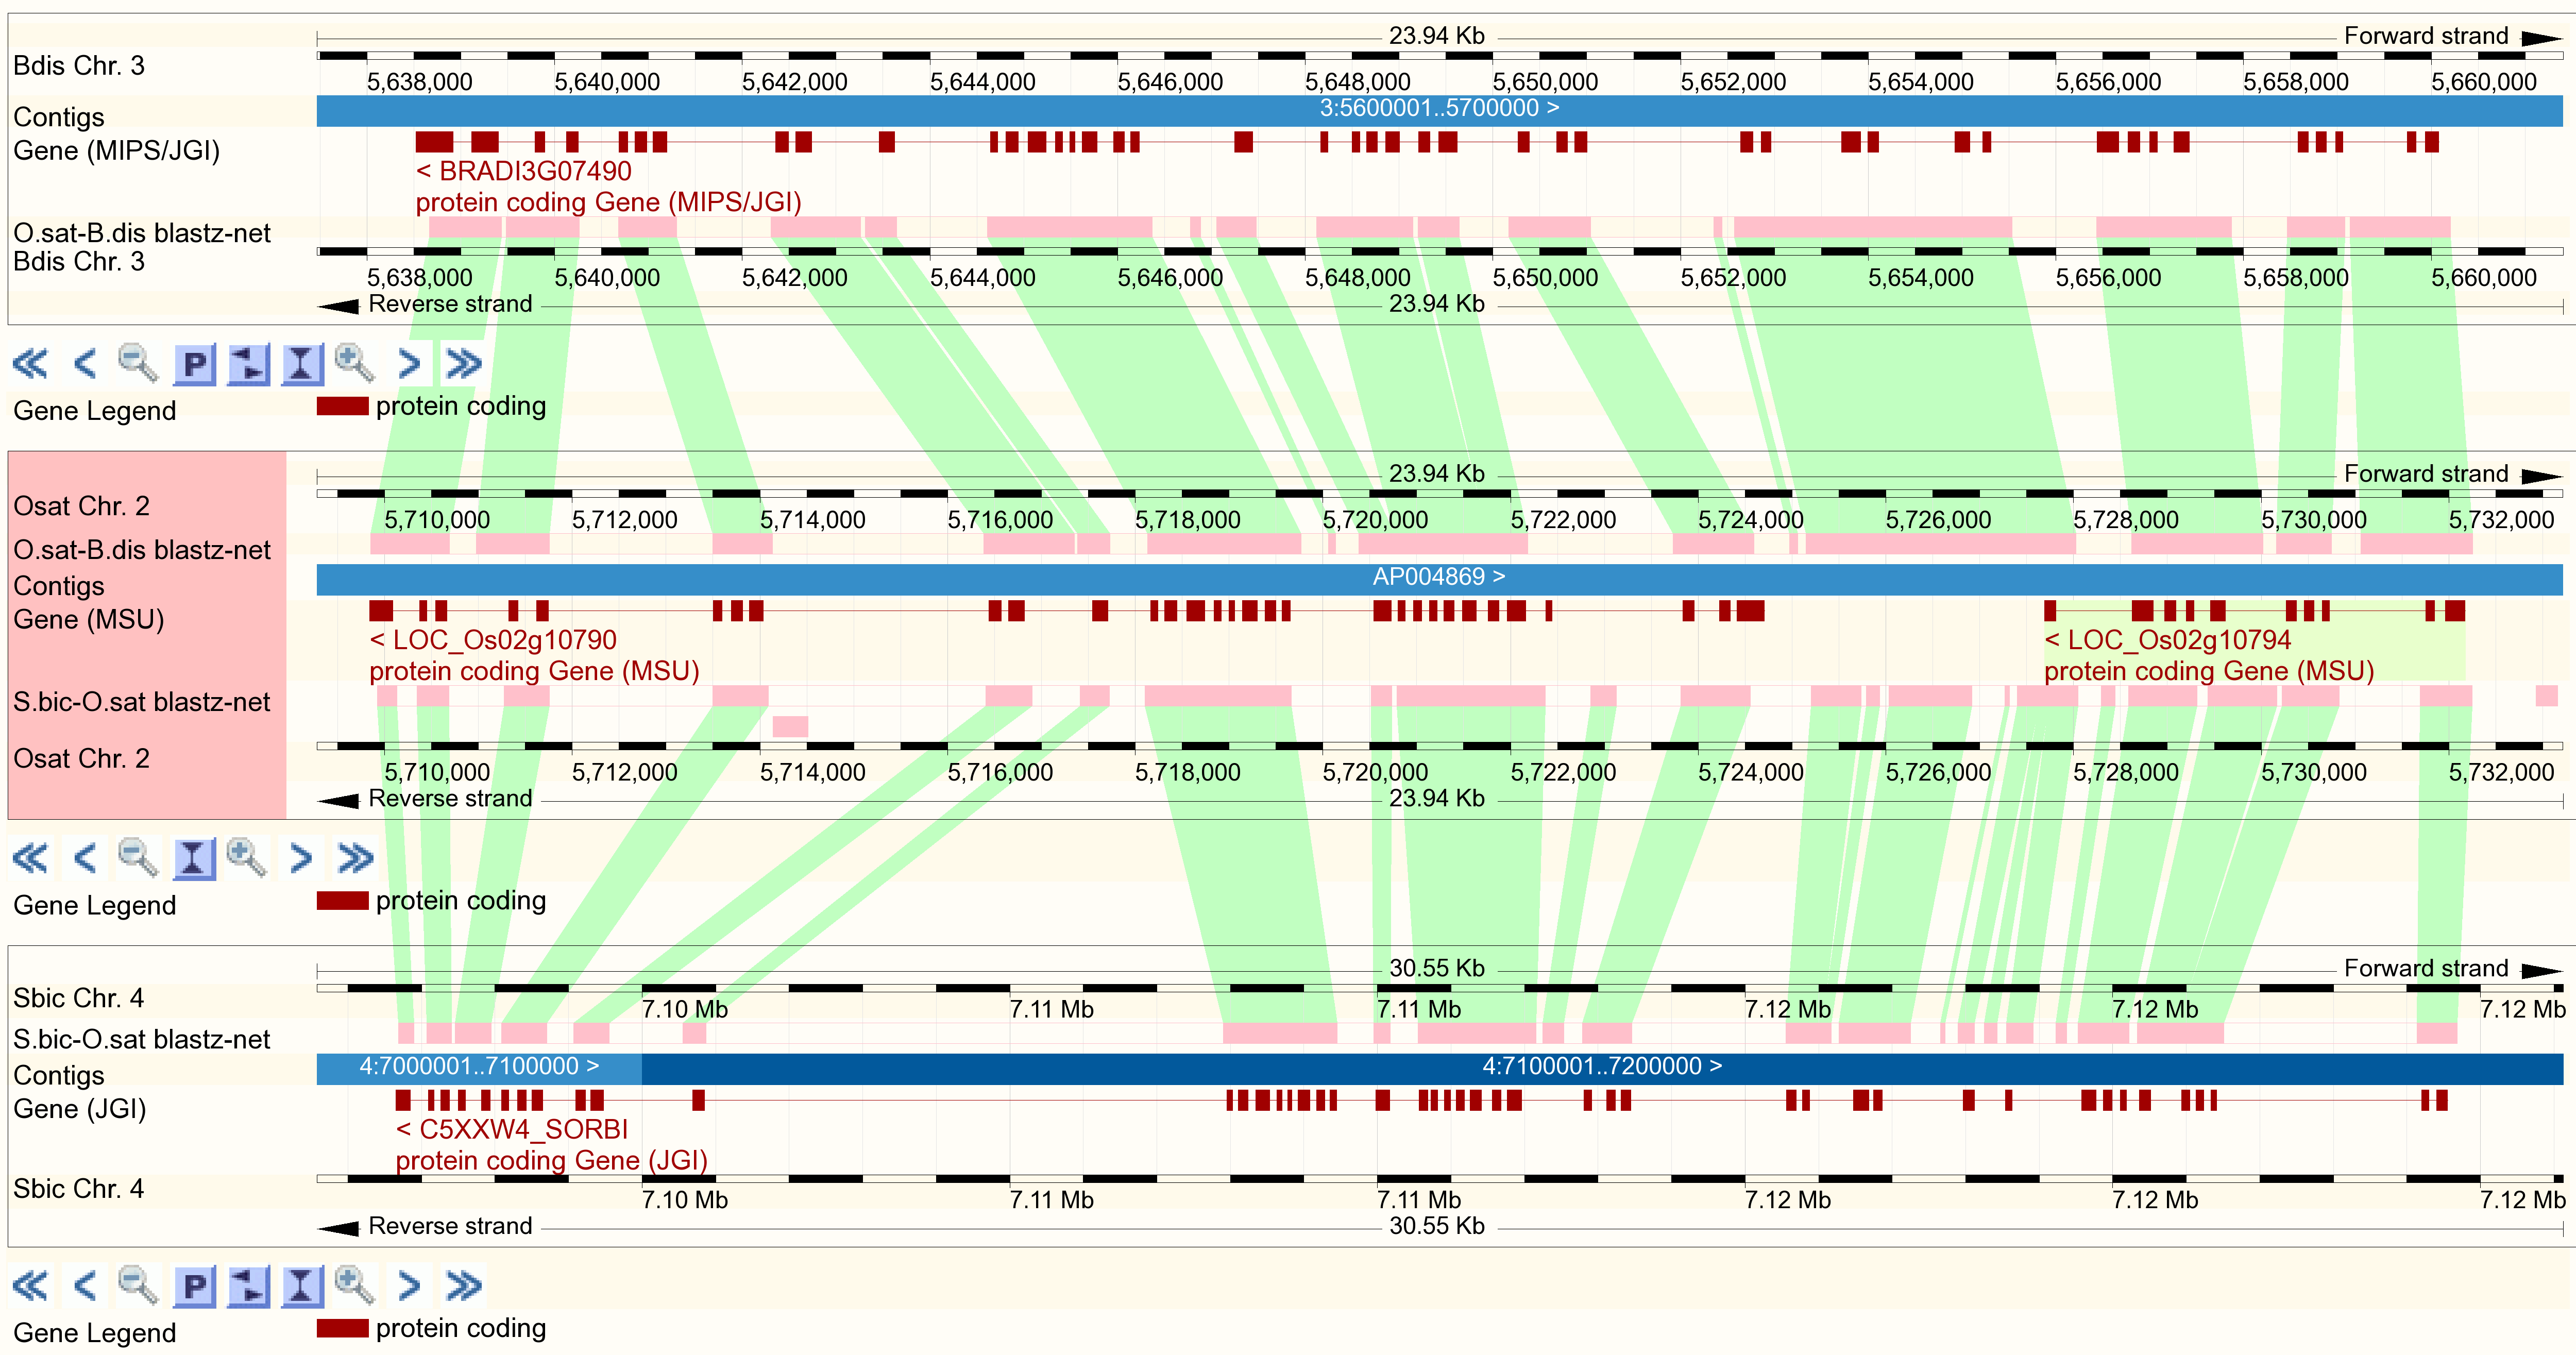 23.94 Kb Forward strand
Bdis Chr. 3
5,638,000 5,640,000 5,642,000 5,644,000 5,646,000 5,648,000 5,650,000 5,652,000 5,654,000 5,656,000 5,658,000 5,660,000
Contigs 3:5600001..5700000 >
Gene (MIPS/JGI)
< BRADI3G07490
protein coding Gene (MIPS/JGI)
O.sat-B.dis blastz-net
Bdis Chr. 3
5,638,000 5,640,000 5,642,000 5,644,000 5,646,000 5,648,000 5,650,000 5,652,000 5,654,000 5,656,000 5,658,000 5,660,000
Reverse strand 23.94 Kb
P
Gene Legend protein coding
23.94 Kb Forward strand
Osat Chr. 2
5,710,000 5,712,000 5,714,000 5,716,000 5,718,000 5,720,000 5,722,000 5,724,000 5,726,000 5,728,000 5,730,000 5,732,000
O.sat-B.dis blastz-net
Contigs AP004869 >
Gene (MSU)
< LOC_Os02g10790 < LOC_Os02g10794
protein coding Gene (MSU) protein coding Gene (MSU)
S.bic-O.sat blastz-net
Osat Chr. 2
5,710,000 5,712,000 5,714,000 5,716,000 5,718,000 5,720,000 5,722,000 5,724,000 5,726,000 5,728,000 5,730,000 5,732,000
Reverse strand 23.94 Kb
Gene Legend protein coding
30.55 Kb Forward strand
Sbic Chr. 4
7.10 Mb 7.11 Mb 7.11 Mb 7.12 Mb 7.12 Mb 7.12 Mb
S.bic-O.sat blastz-net
Contigs 4:7000001..7100000 > 4:7100001..7200000 >
Gene (JGI)
< C5XXW4_SORBI
protein coding Gene (JGI)
Sbic Chr. 4
7.10 Mb 7.11 Mb 7.11 Mb 7.12 Mb 7.12 Mb 7.12 Mb
Reverse strand 30.55 Kb
P
Gene Legend protein coding